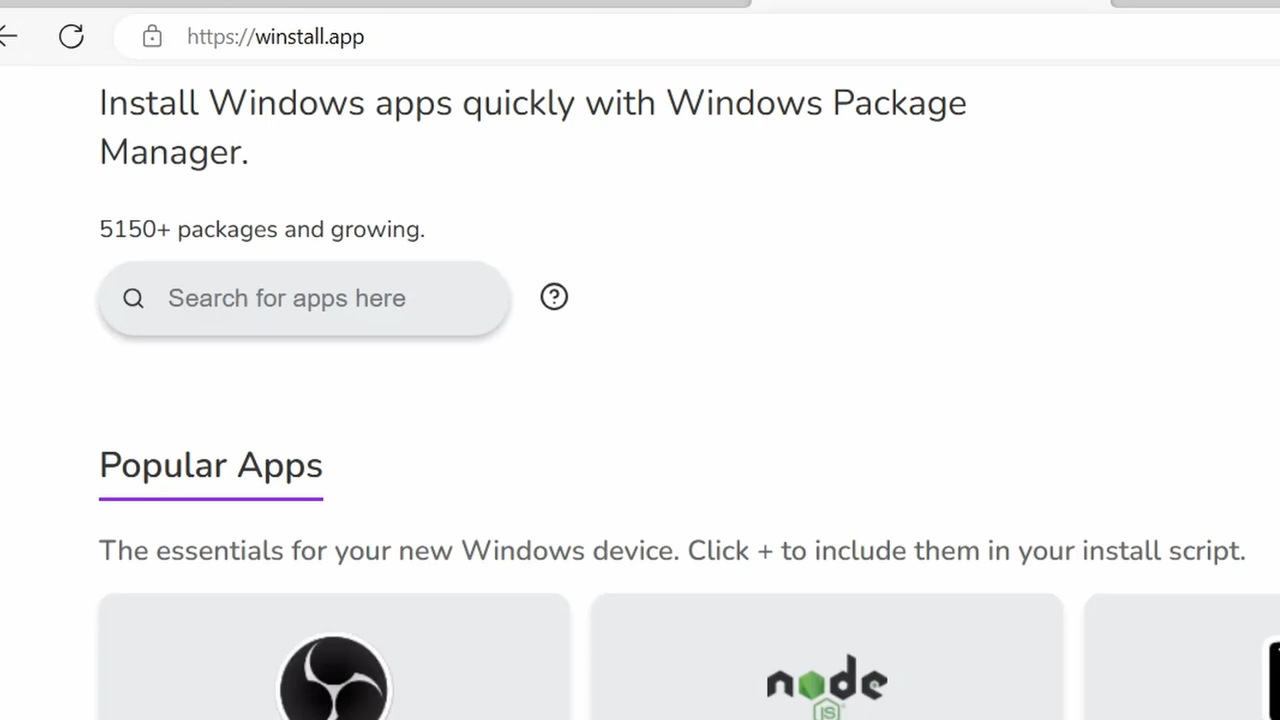 https://winstall.app
Install Windows apps quickly with Windows Package
Manager.
5150+ packages and growing.
Search for apps here
Popular Apps
The essentials for your new Windows device. Click + to include them in your install script.
node
JS